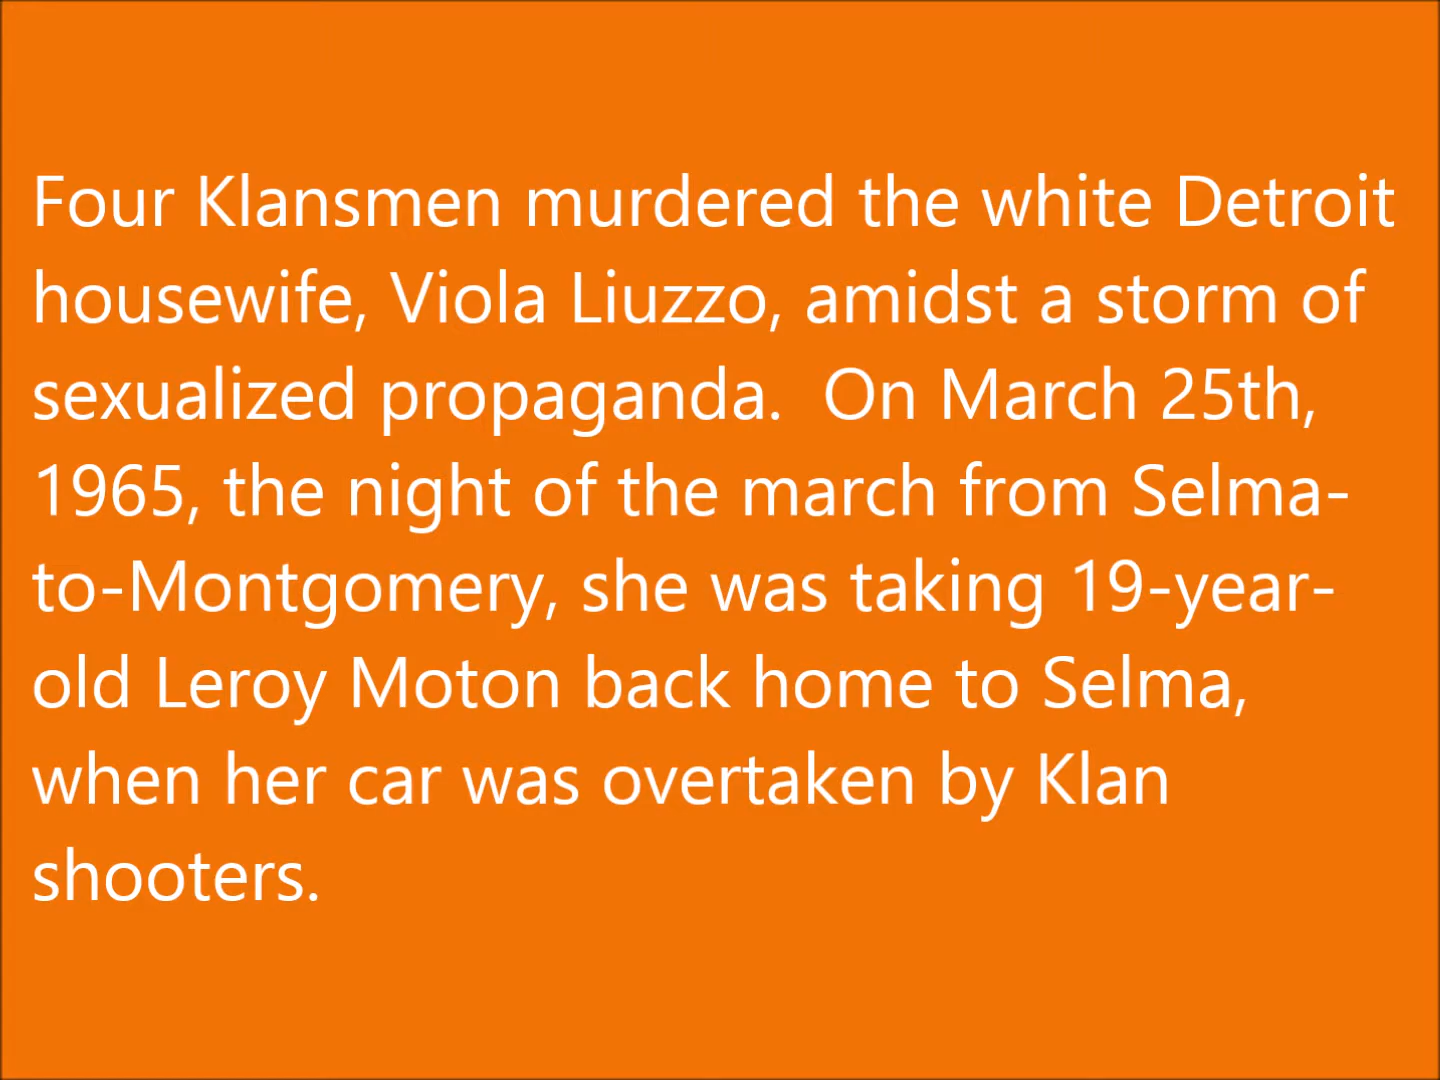 Four Klansmen murdered the white Detroit
housewife, Viola Liuzzo, amidst a storm of
sexualized propaganda.  On March 25th,
1965, the night of the march from Selma-
to-Montgomery, she was taking 19-year-
old Leroy Moton back home to Selma,
when her car was overtaken by Klan
shooters.